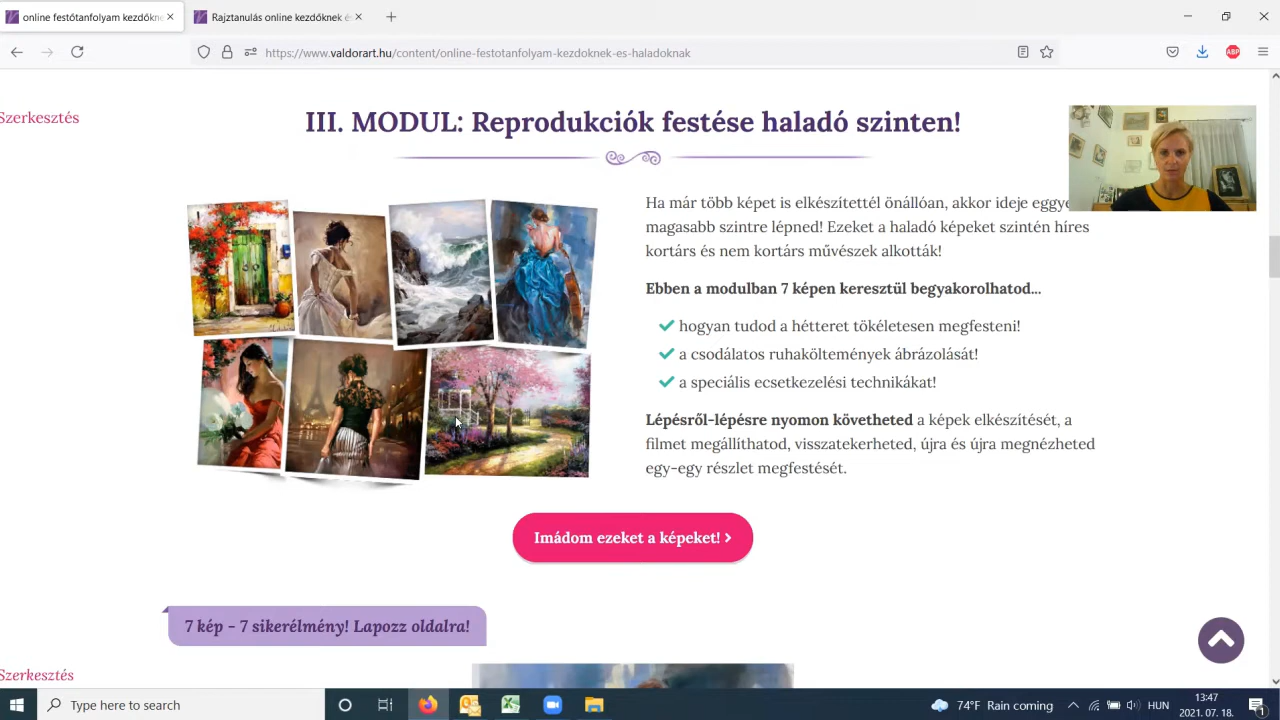 online festőtanfolyam kezdőkne
Rajztanulás online kezdőknek é
https://www.valdorart.hu/content/online-festotanfolyam-kezdoknek-es-haladoknak
ABP
Szerkesztés
III. MODUL: Reprodukciók festése haladó szinten!
Ha már több képet is elkészítettél önállóan, akkor ideje eggye
magasabb szintre lépned! Ezeket a haladó képeket szintén híres
kortárs és nem kortárs művészek alkották!
Ebben a modulban 7 képen keresztül begyakorolhatod...
hogyan tudod a hétteret tökéletesen megfesteni!
a csodálatos ruhaköltemények ábrázolását!
a speciális ecsetkezelési technikákat!
Lépésről-lépésre nyomon követheted a képek elkészítését, a
filmet megállíthatod, visszatekerheted, újra és újra megnézheted
egy-egy részlet megfestését.
Imádom ezeket a képeket!
7 kép - 7 sikerélmény! Lapozz oldalra!
Szerkesztés
Type here to search
74°F Rain coming
HUN
13:47
2021. 07. 18.
1